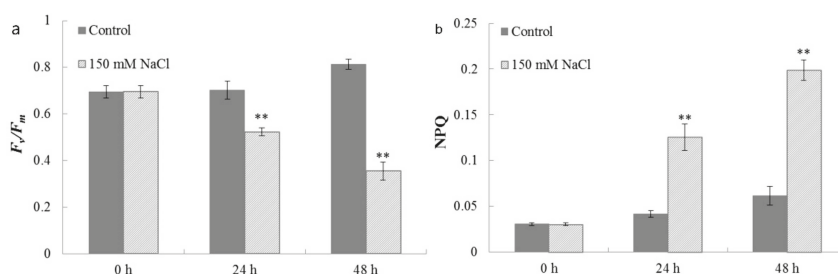 a
Control
150 mM NaCl
Fv/Fm
1
0.8
0.6
0.4
0.2
0
**
**
0 h
24 h
48 h
b
Control
150 mM NaCl
NPQ
0.25
0.2
0.15
0.1
0.05
0
**
**
0 h
24 h
48 h